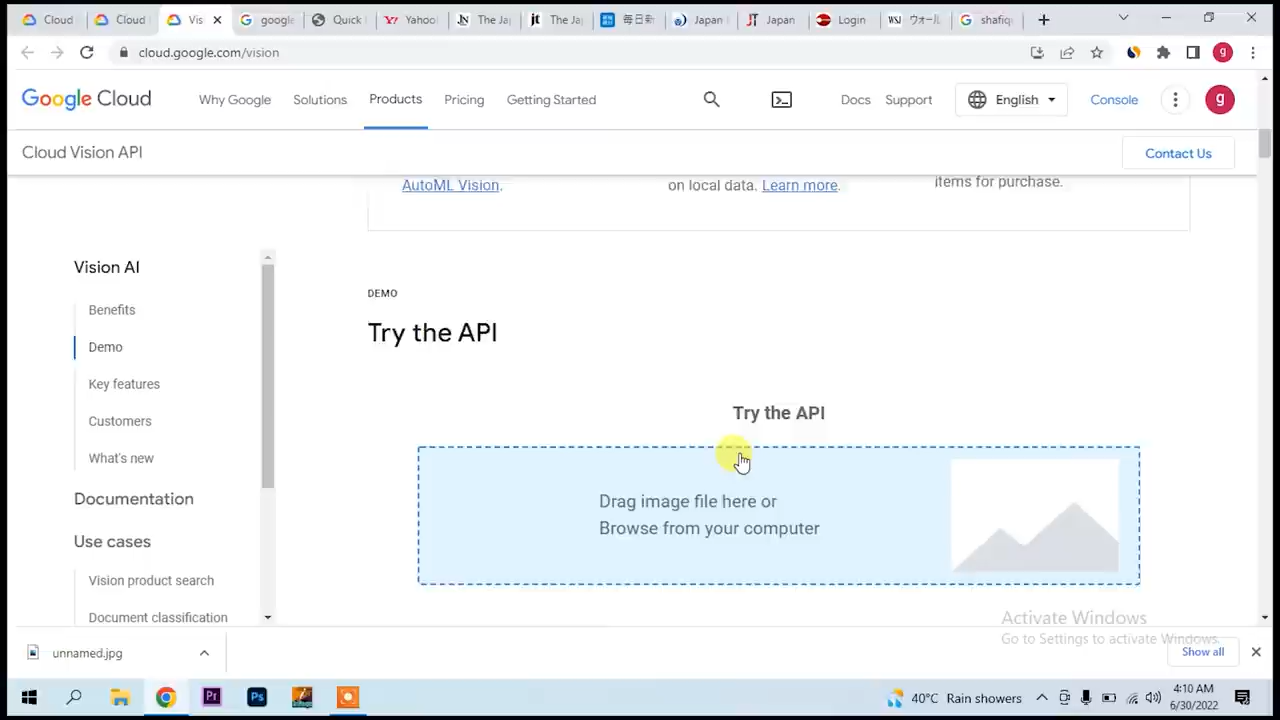 Cloud
Cloud
Vis
google
Quick
Yahoo
The Ja
The Ja
毎日新
Japan
Japan
Login
ウォール
shafiqu
cloud.google.com/vision
g
Google Cloud
Why Google
Solutions
Products
Pricing
Getting Started
Docs
Support
English
Console
g
Cloud Vision API
Contact Us
AutoML Vision.
on local data. Learn more.
items for purchase.
Vision AI
Benefits
Demo
Key features
Customers
What's new
Documentation
Use cases
Vision product search
Document classification
DEMO
Try the API
Try the API
Drag image file here or
Browse from your computer
Activate Windows
Go to Settings to activate Windows.
unnamed.jpg
Show all
Pr
Ps
40°C Rain showers
4:10 AM
6/30/2022